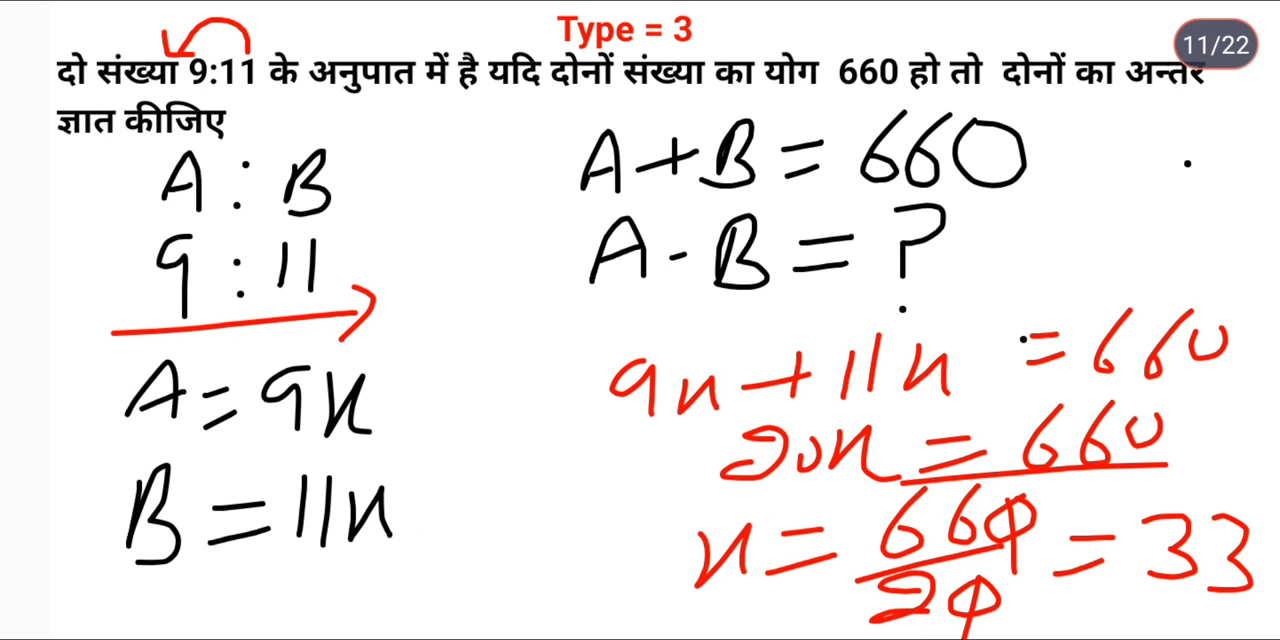 Type = 3
11/22
दो संख्या 9:11 के अनुपात में है यदि दोनों संख्या का योग 660 हो तो दोनों का अन्तर
ज्ञात कीजिए
A : B
9 : 11
A = 9x
B = 11x
A + B = 660
A - B = ?
9x + 11x = 660
20x = 660
x = 660/20 = 33